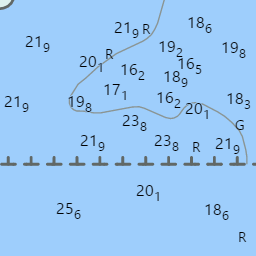 21₉ R 18₆
21₉ 19₂ 19₈
20₁ R 16₂ 16₅
18₉
21₉ 19₈ 17₁ 16₂ 20₁ 18₃
23₈ G
21₉ 23₈ R 21₉
20₁
25₆ 18₆
R